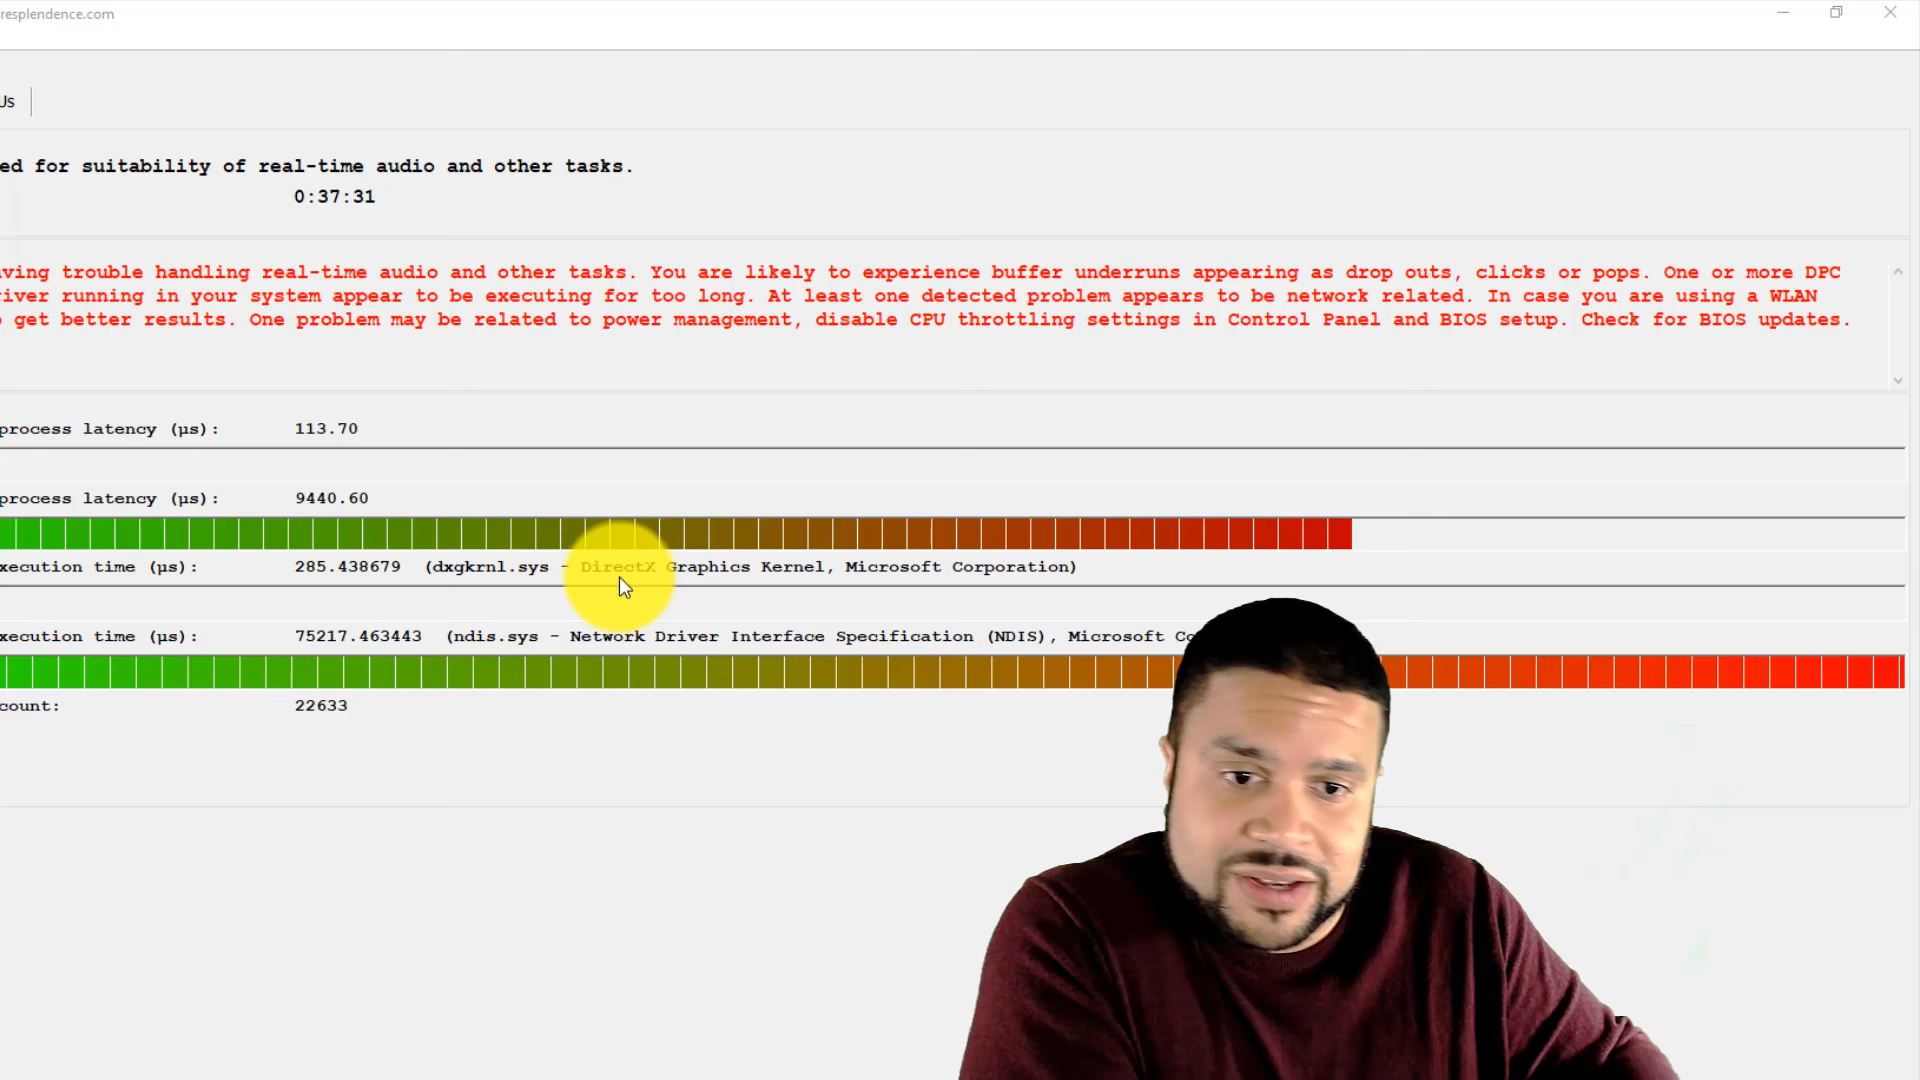 resplendence.com
Us
ed for suitability of real-time audio and other tasks.
0:37:31
ving trouble handling real-time audio and other tasks. You are likely to experience buffer underruns appearing as drop outs, clicks or pops. One or more DPC
iver running in your system appear to be executing for too long. At least one detected problem appears to be network related. In case you are using a WLAN
get better results. One problem may be related to power management, disable CPU throttling settings in Control Panel and BIOS setup. Check for BIOS updates.
process latency (µs): 113.70
process latency (µs): 9440.60
xecution time (µs): 285.438679 (dxgkrnl.sys - DirectX Graphics Kernel, Microsoft Corporation)
xecution time (µs): 75217.463443 (ndis.sys - Network Driver Interface Specification (NDIS), Microsoft Co
count: 22633